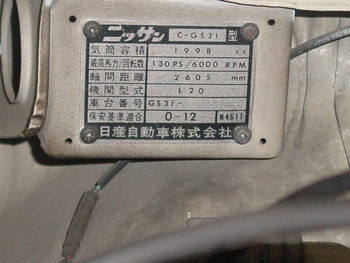 ニッサン C-GS31 型
気筒容積 1998 cc
最高馬力/回転数 130PS/6000 RPM
軸間距離 2605 mm
機関型式 L20
車台番号 GS31-
保安基準適合 0-12 N4611
日産自動車株式会社